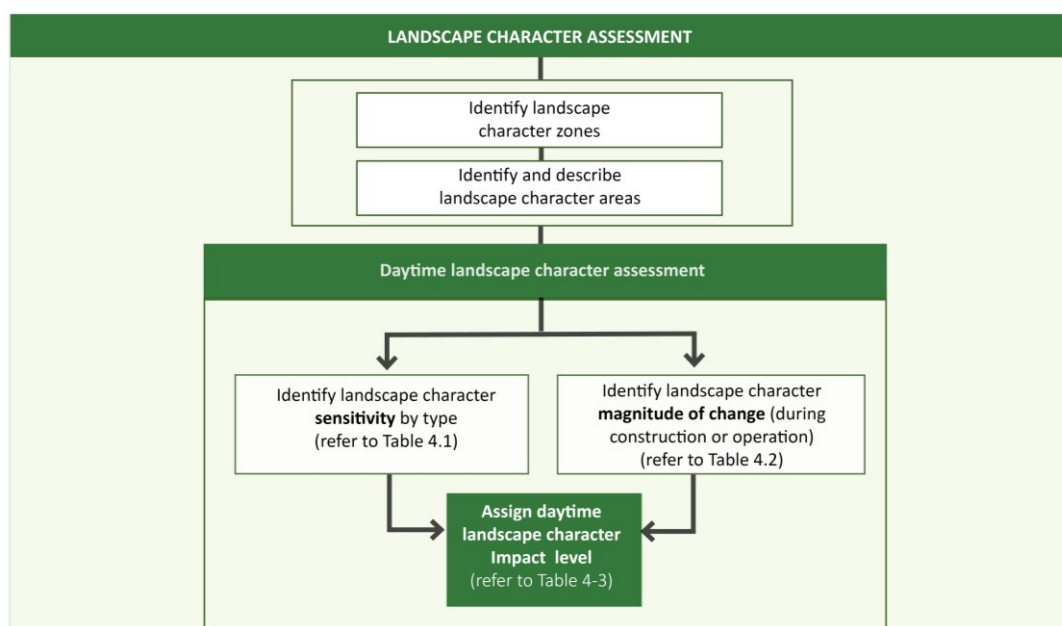 LANDSCAPE CHARACTER ASSESSMENT
Identify landscape
character zones
Identify and describe
landscape character areas
Daytime landscape character assessment
Identify landscape character
sensitivity by type
(refer to Table 4.1)
Identify landscape character
magnitude of change (during
construction or operation)
(refer to Table 4.2)
Assign daytime
landscape character
Impact level
(refer to Table 4-3)